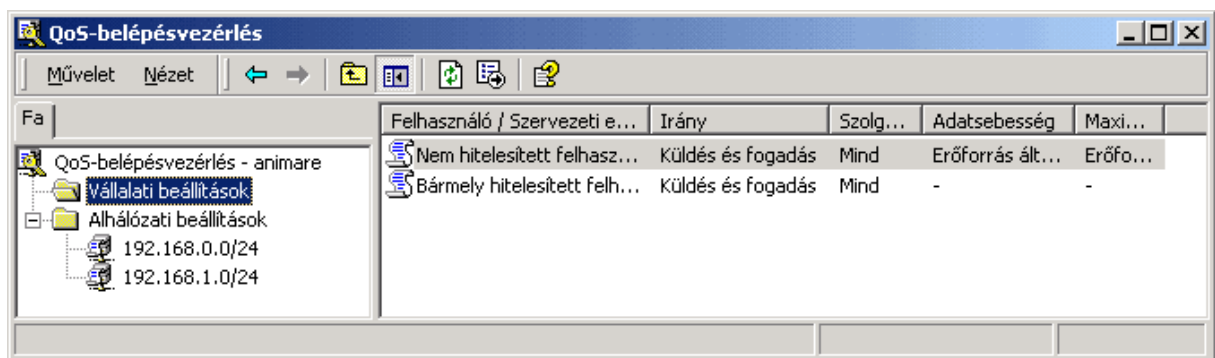 QoS-belépésvezérlés
Művelet Nézet
Fa
QoS-belépésvezérlés - animare
Vállalati beállítások
Alhálózati beállítások
192.168.0.0/24
192.168.1.0/24
Felhasználó / Szervezeti e... Irány Szolg... Adatsebesség Maxi...
Nem hitelesített felhasz... Küldés és fogadás Mind Erőforrás ált... Erőfo...
Bármely hitelesített felh... Küldés és fogadás Mind - -